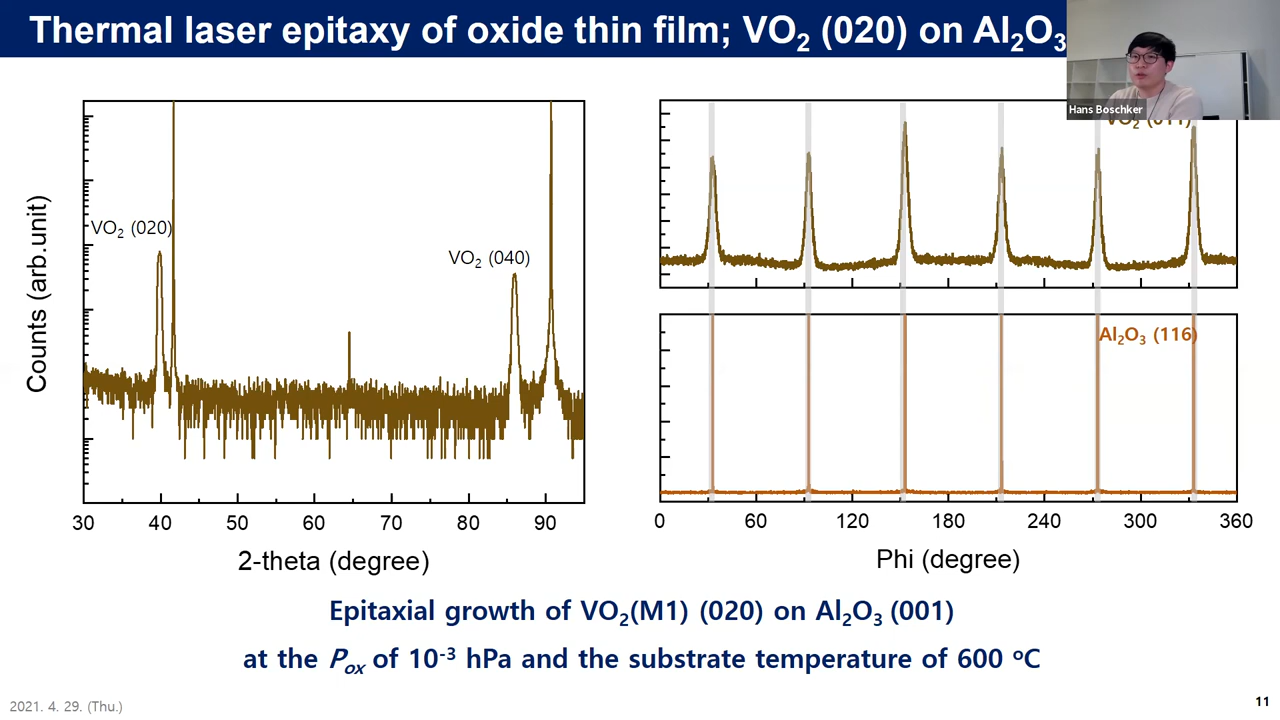 Thermal laser epitaxy of oxide thin film; VO2 (020) on Al2O3
Hans Boschker
VO2 (011)
VO2 (020)
VO2 (040)
Al2O3 (116)
Counts (arb.unit)
30 40 50 60 70 80 90
2-theta (degree)
0 60 120 180 240 300 360
Phi (degree)
Epitaxial growth of VO2(M1) (020) on Al2O3 (001)
at the Pox of 10-3 hPa and the substrate temperature of 600 oC
2021. 4. 29. (Thu.)
11